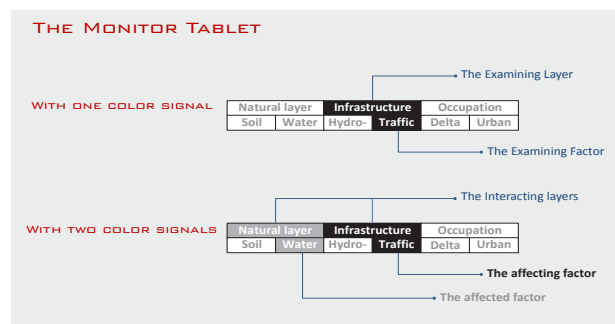 The Monitor Tablet
The Examining Layer
With one color signal
Natural layer Infrastructure Occupation
Soil Water Hydro- Traffic Delta Urban
The Examining Factor
The Interacting layers
With two color signals
Natural layer Infrastructure Occupation
Soil Water Hydro- Traffic Delta Urban
The affecting factor
The affected factor